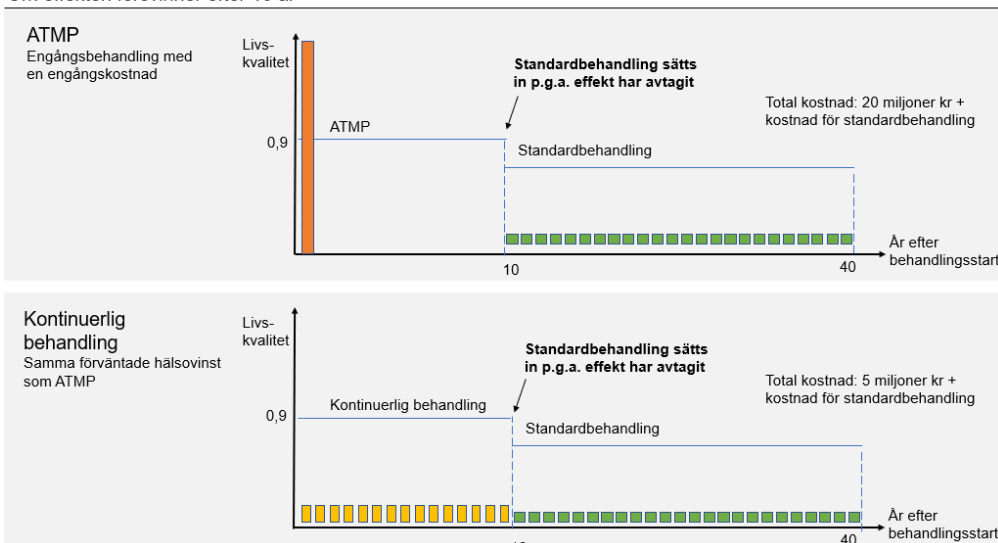 ATMP
Engångsbehandling med
en engångskostnad
Livs-
kvalitet
0,9
ATMP
Standardbehandling sätts
in p.g.a. effekt har avtagit
Standardbehandling
Total kostnad: 20 miljoner kr +
kostnad för standardbehandling
10
40
År efter
behandlingsstart
Kontinuerlig
behandling
Samma förväntade hälsovinst
som ATMP
Livs-
kvalitet
0,9
Kontinuerlig behandling
Standardbehandling sätts
in p.g.a. effekt har avtagit
Standardbehandling
Total kostnad: 5 miljoner kr +
kostnad för standardbehandling
40
År efter
behandlingsstart